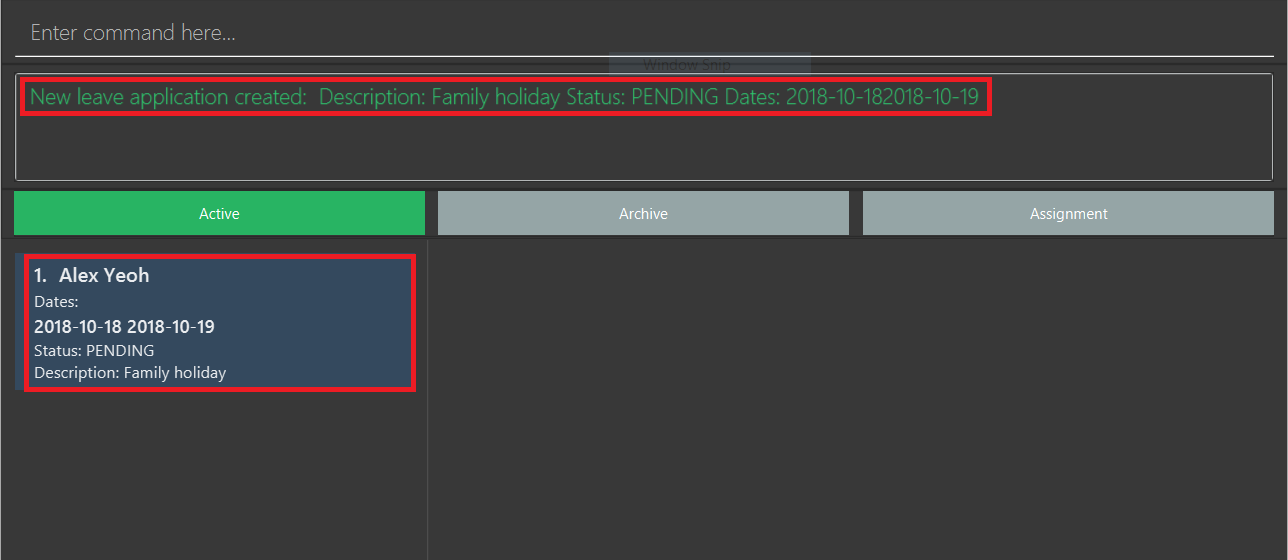 Enter command here...
Window Snip
New leave application created:  Description: Family holiday Status: PENDING Dates: 2018-10-182018-10-19
Active
Archive
Assignment
1.  Alex Yeoh
Dates:
2018-10-18 2018-10-19
Status: PENDING
Description: Family holiday